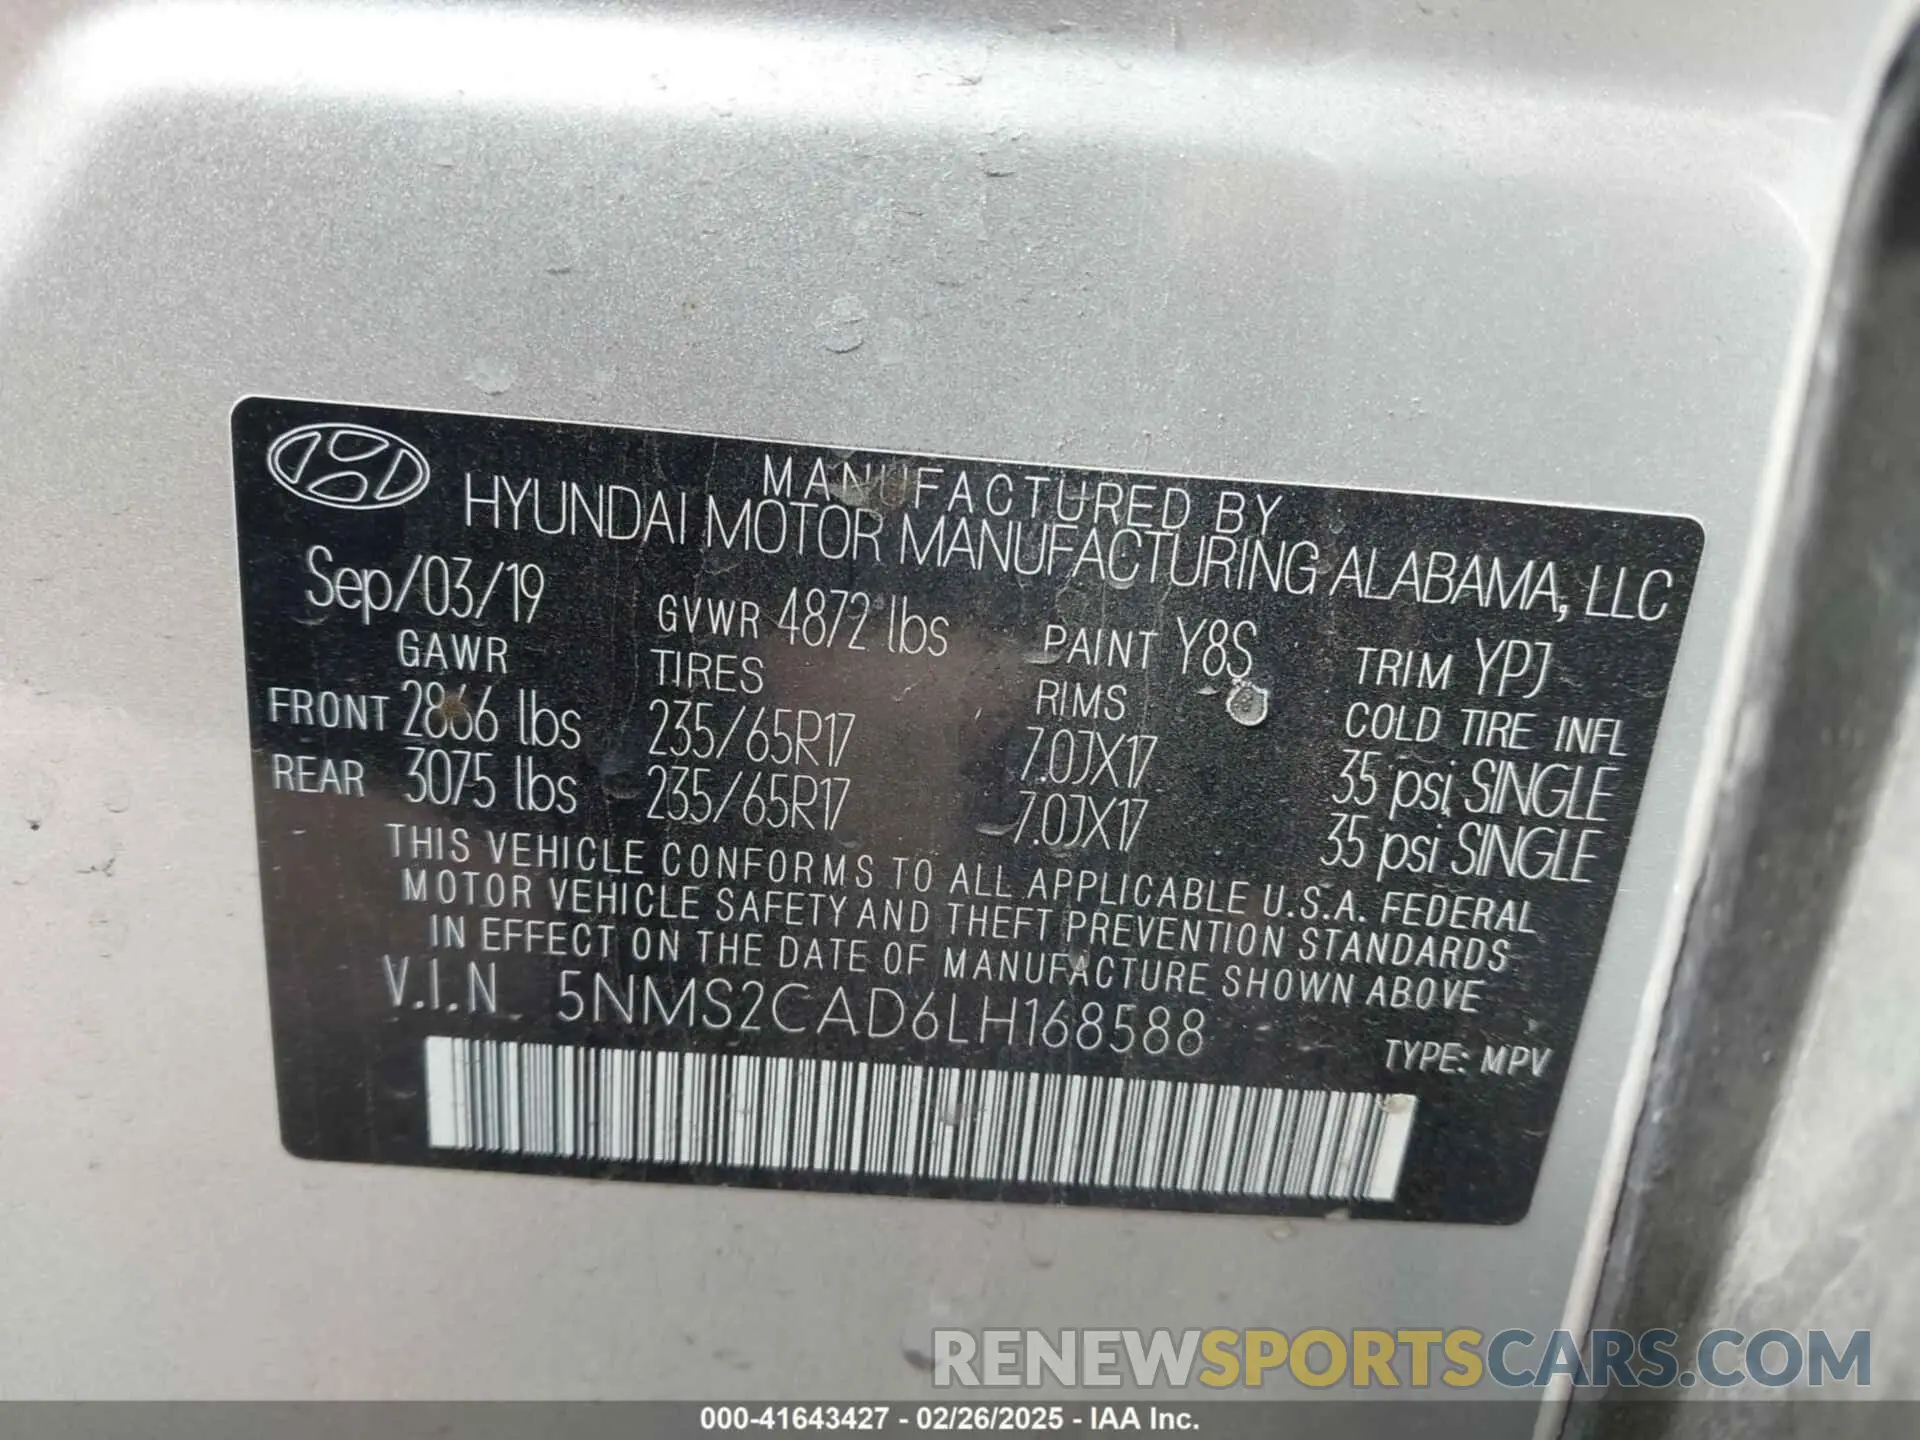 MANUFACTURED BY
HYUNDAI MOTOR MANUFACTURING ALABAMA, LLC
Sep/03/19 GVWR 4872 lbs PAINT Y8S TRIM YPJ
GAWR TIRES RIMS COLD TIRE INFL
FRONT 2866 lbs 235/65R17 7.0JX17 35 psi, SINGLE
REAR 3075 lbs 235/65R17 7.0JX17 35 psi SINGLE
THIS VEHICLE CONFORMS TO ALL APPLICABLE U.S.A. FEDERAL
MOTOR VEHICLE SAFETY AND THEFT PREVENTION STANDARDS
IN EFFECT ON THE DATE OF MANUFACTURE SHOWN ABOVE
V.I.N 5NMS2CAD6LH168588
TYPE: MPV
RENEWSPORTSCARS.COM
000-41643427 - 02/26/2025 - IAA Inc.